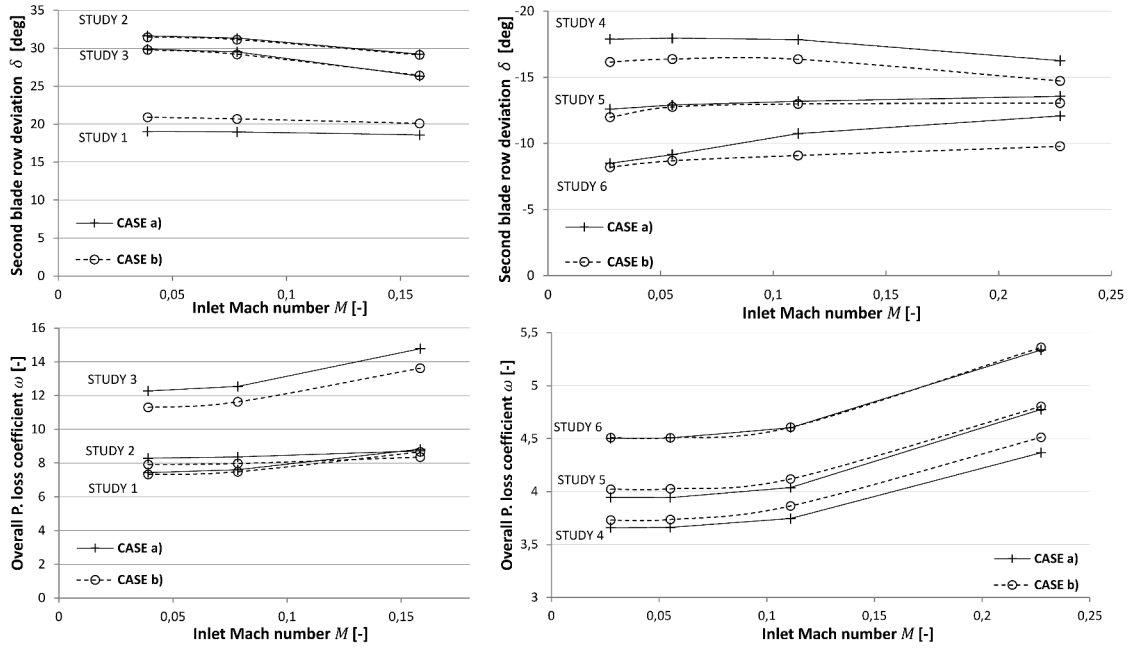 Second blade row deviation δ [deg]
35
30
25
20
15
10
5
0
STUDY 2
STUDY 3
STUDY 1
CASE a)
CASE b)
0
0,05
0,1
0,15
Inlet Mach number M [-]
Second blade row deviation δ [deg]
-20
-15
-10
-5
0
STUDY 4
STUDY 5
STUDY 6
CASE a)
CASE b)
0
0,05
0,1
0,15
0,2
0,25
Inlet Mach number M [-]
Overall P. loss coefficient ω [-]
16
14
12
10
8
6
4
2
0
STUDY 3
STUDY 2
STUDY 1
CASE a)
CASE b)
0
0,05
0,1
0,15
Inlet Mach number M [-]
Overall P. loss coefficient ω [-]
5,5
5
4,5
4
3,5
3
STUDY 6
STUDY 5
STUDY 4
CASE a)
CASE b)
0
0,05
0,1
0,15
0,2
0,25
Inlet Mach number M [-]